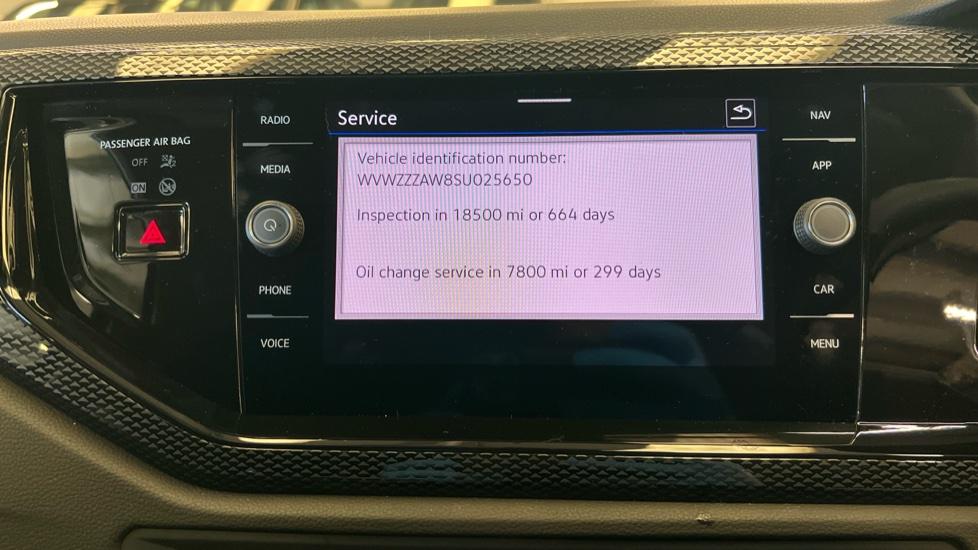 PASSENGER AIR BAG
OFF
ON
RADIO
MEDIA
PHONE
VOICE
Service
Vehicle identification number:
WVWZZZAW8SU025650
Inspection in 18500 mi or 664 days
Oil change service in 7800 mi or 299 days
NAV
APP
CAR
MENU